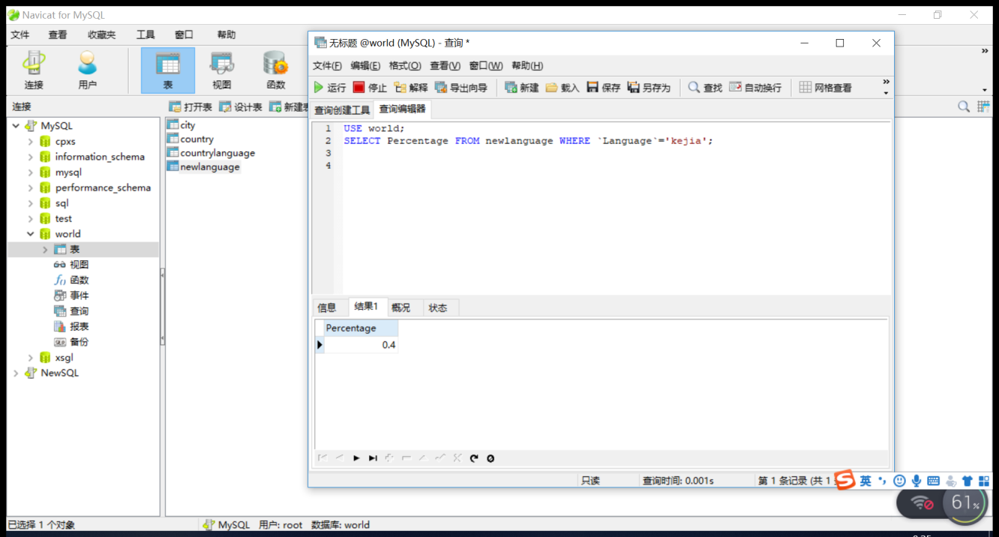 Navicat for MySQL
文件 查看 收藏夹 工具 窗口 帮助
连接 用户 表 视图 函数
连接
打开表 设计表 新建表
MySQL
cpxs
information_schema
mysql
performance_schema
sql
test
world
表
视图
函数
事件
查询
报表
备份
xsgl
NewSQL
city
country
countrylanguage
newlanguage
无标题 @world (MySQL) - 查询 *
文件(F) 编辑(E) 格式(O) 查看(V) 窗口(W) 帮助(H)
运行 停止 解释 导出向导 新建 载入 保存 另存为 查找 自动换行 网格查看
查询创建工具 查询编辑器
1 USE world;
2 SELECT Percentage FROM newlanguage WHERE `Language`='kejia';
3
4
信息 结果1 概况 状态
Percentage
0.4
只读 查询时间: 0.001s 第 1 条记录 (共 1
英
61%
已选择 1 个对象 MySQL 用户: root 数据库: world